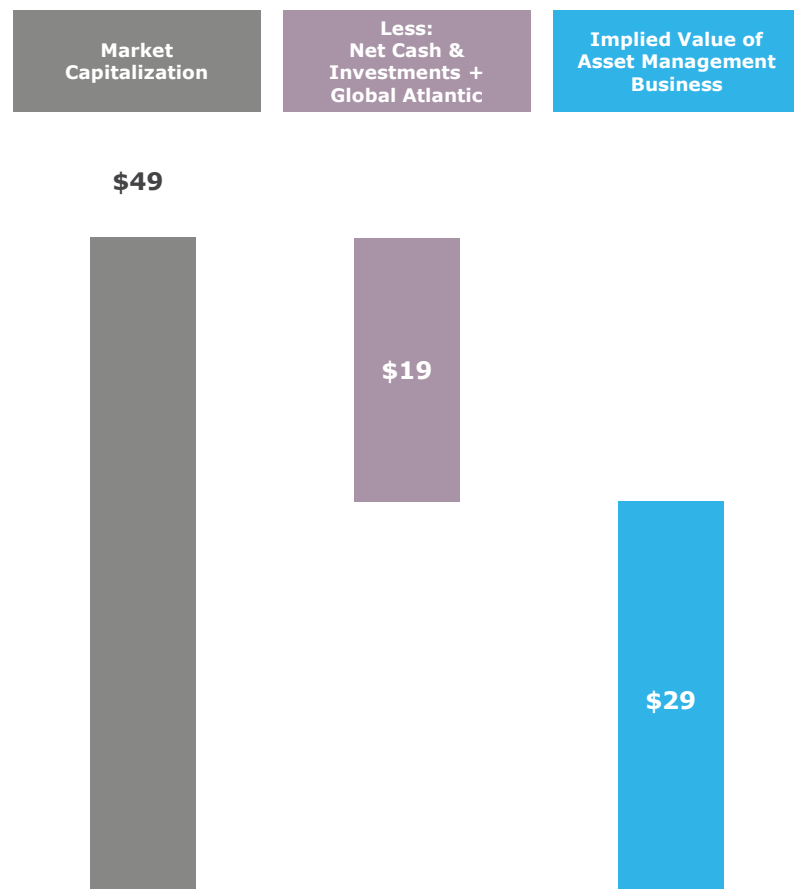 Market
Capitalization
Less:
Net Cash &
Investments +
Global Atlantic
Implied Value of
Asset Management
Business
$49
$19
$29